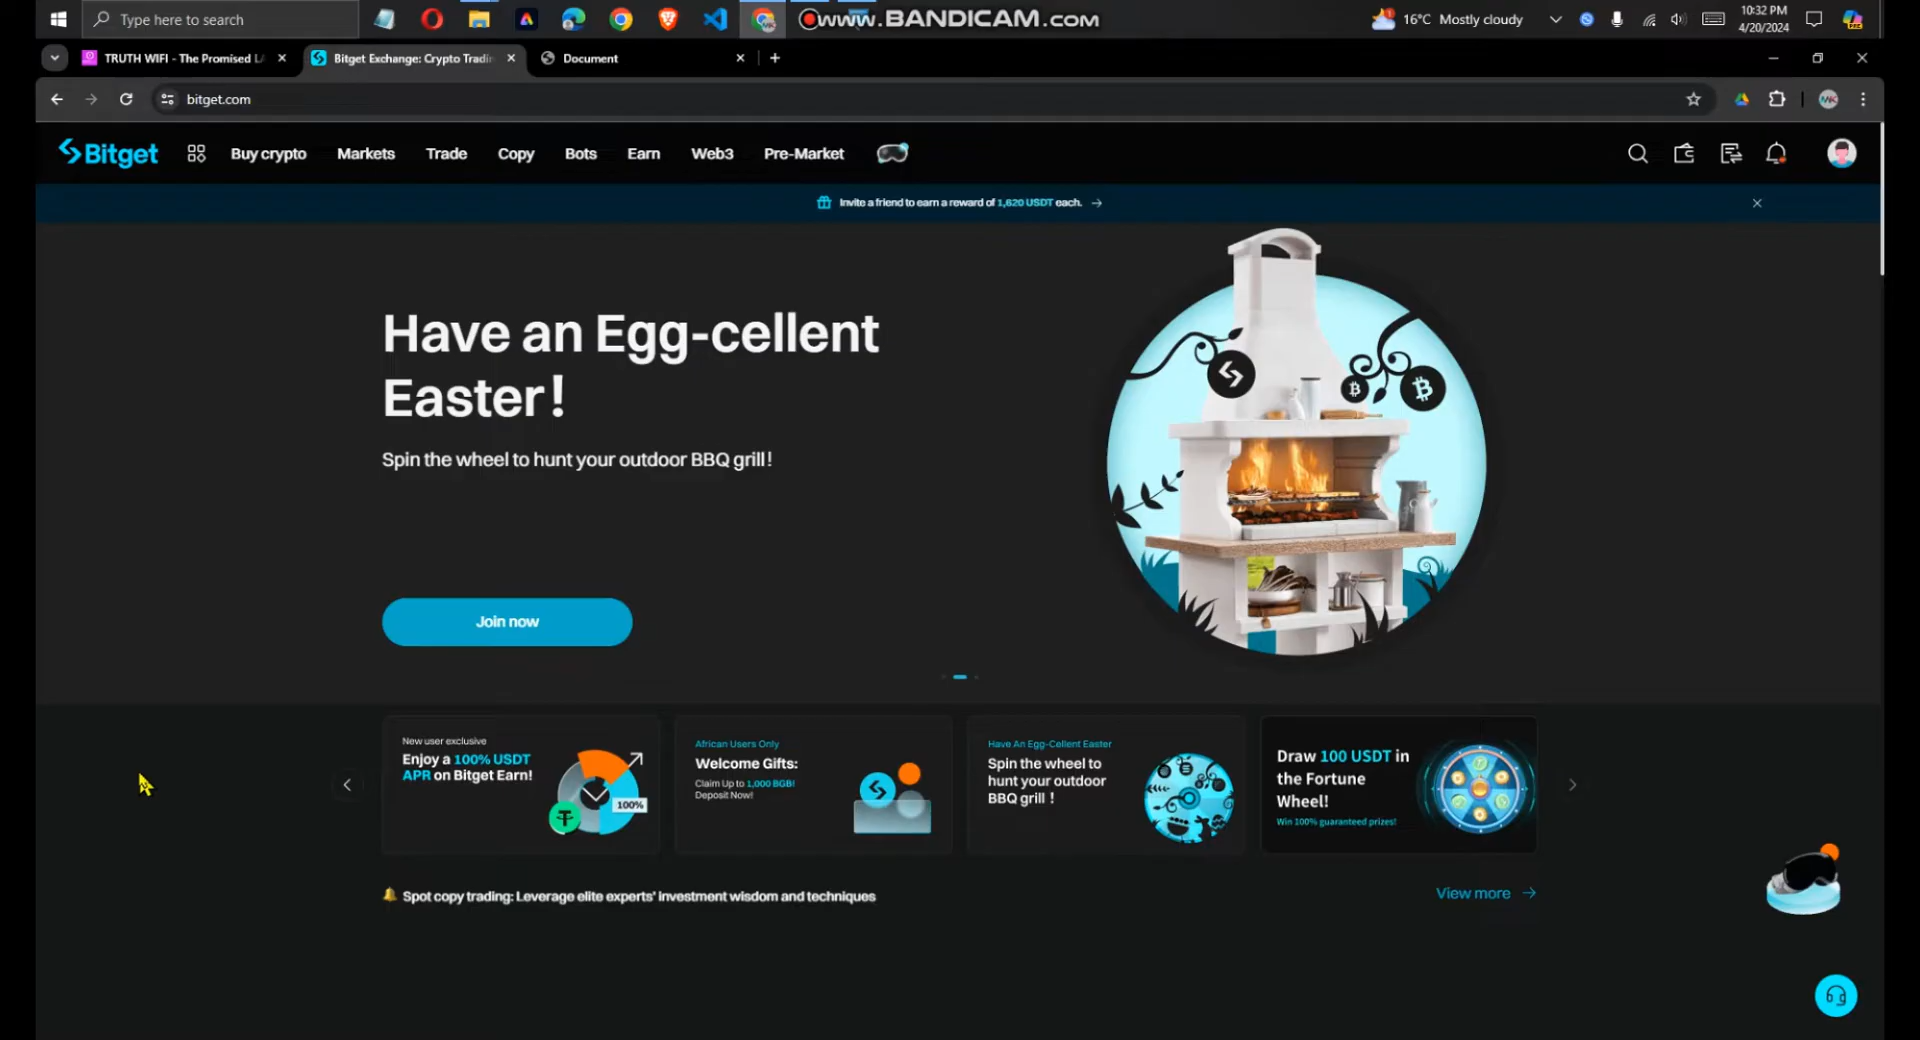 Type here to search
www.BANDICAM.com
16°C Mostly cloudy
10:32 PM
4/20/2024
TRUTH WIFI - The Promised L
Bitget Exchange: Crypto Tradin
Document
bitget.com
Bitget
Buy crypto
Markets
Trade
Copy
Bots
Earn
Web3
Pre-Market
Invite a friend to earn a reward of 1,620 USDT each.
Have an Egg-cellent
Easter!
Spin the wheel to hunt your outdoor BBQ grill!
Join now
New user exclusive
Enjoy a 100% USDT
APR on Bitget Earn!
100%
African Users Only
Welcome Gifts:
Claim Up to 1,000 BGB!
Deposit Now!
Have An Egg-Cellent Easter
Spin the wheel to
hunt your outdoor
BBQ grill !
Draw 100 USDT in
the Fortune
Wheel!
Win 100% guaranteed prizes!
Spot copy trading: Leverage elite experts' investment wisdom and techniques
View more